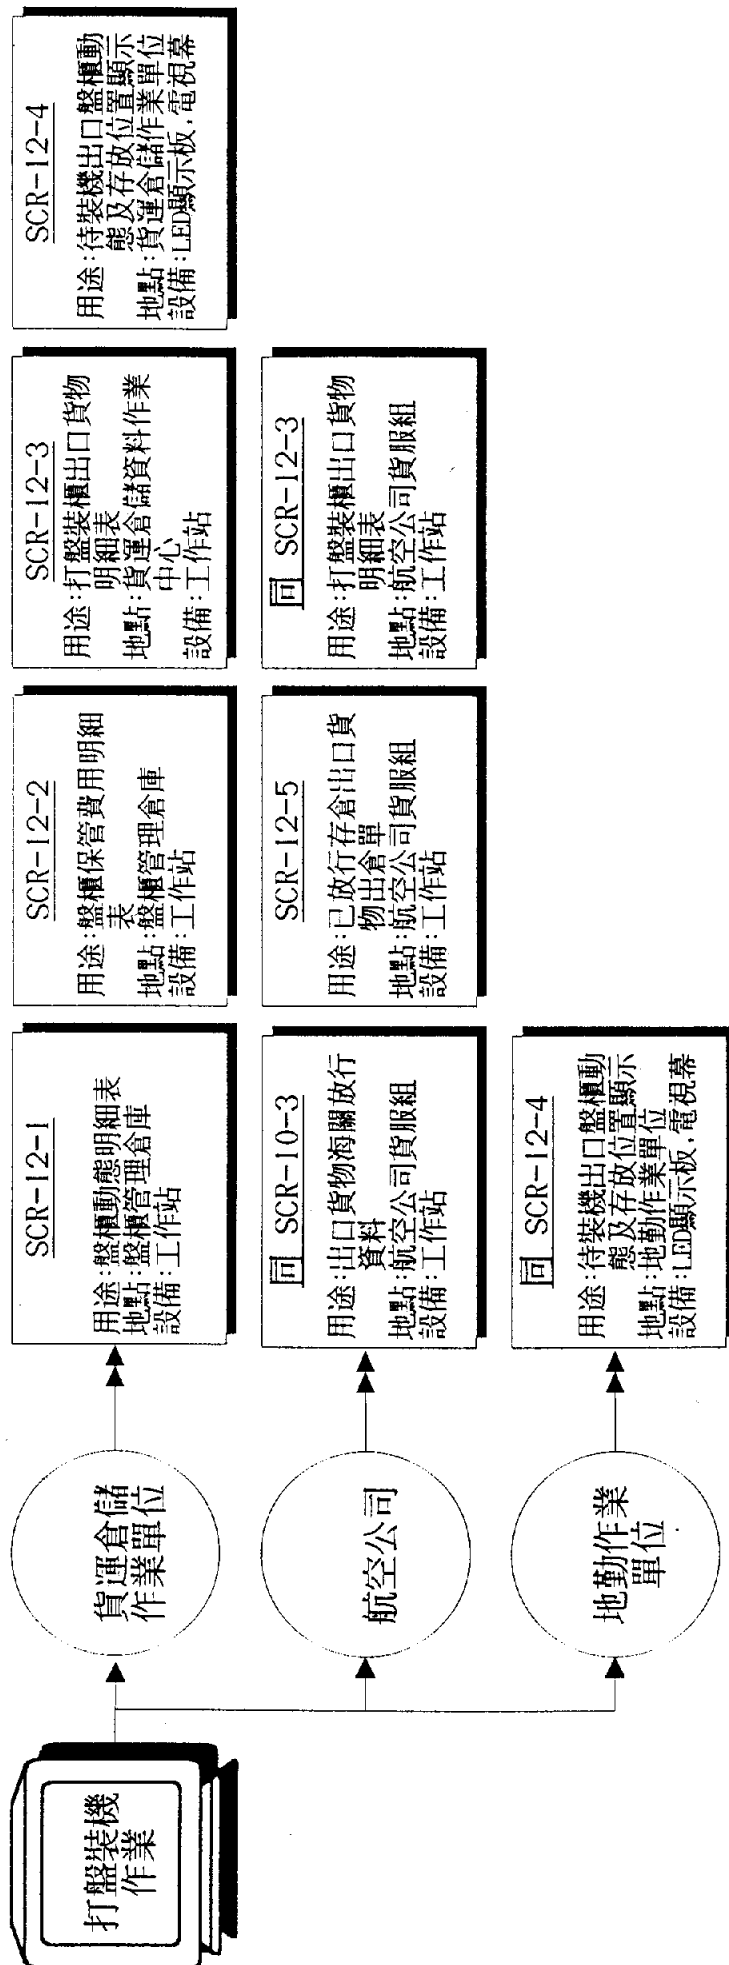 打盤裝機
作業
貨運倉儲
作業單位
SCR-12-1
用途:盤櫃動態明細表
地點:盤櫃管理倉庫
設備:工作站
SCR-12-2
用途:盤櫃保管費用明細
表
地點:盤櫃管理倉庫
設備:工作站
SCR-12-3
用途:打盤裝櫃出口貨物
明細表
地點:貨運倉儲資料作業
中心
設備:工作站
SCR-12-4
用途:待裝機出口盤櫃動
態及存放位置顯示
地點:貨運倉儲作業單位
設備:LED顯示板,電視幕
航空公司
同 SCR-10-3
用途:出口貨物海關放行
資料
地點:航空公司貨服組
設備:工作站
SCR-12-5
用途:已放行存倉出口貨
物出倉單
地點:航空公司貨服組
設備:工作站
同 SCR-12-3
用途:打盤裝櫃出口貨物
明細表
地點:航空公司貨服組
設備:工作站
地勤作業
單位
同 SCR-12-4
用途:待裝機出口盤櫃動
態及存放位置顯示
地點:地勤作業單位
設備:LED顯示板,電視幕